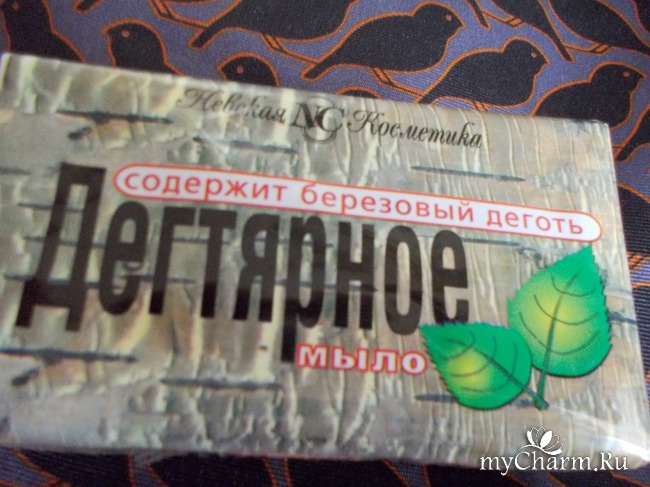 Невская NC Косметика
содержит березовый деготь
Дегтярное
мыло
myCharm.Ru